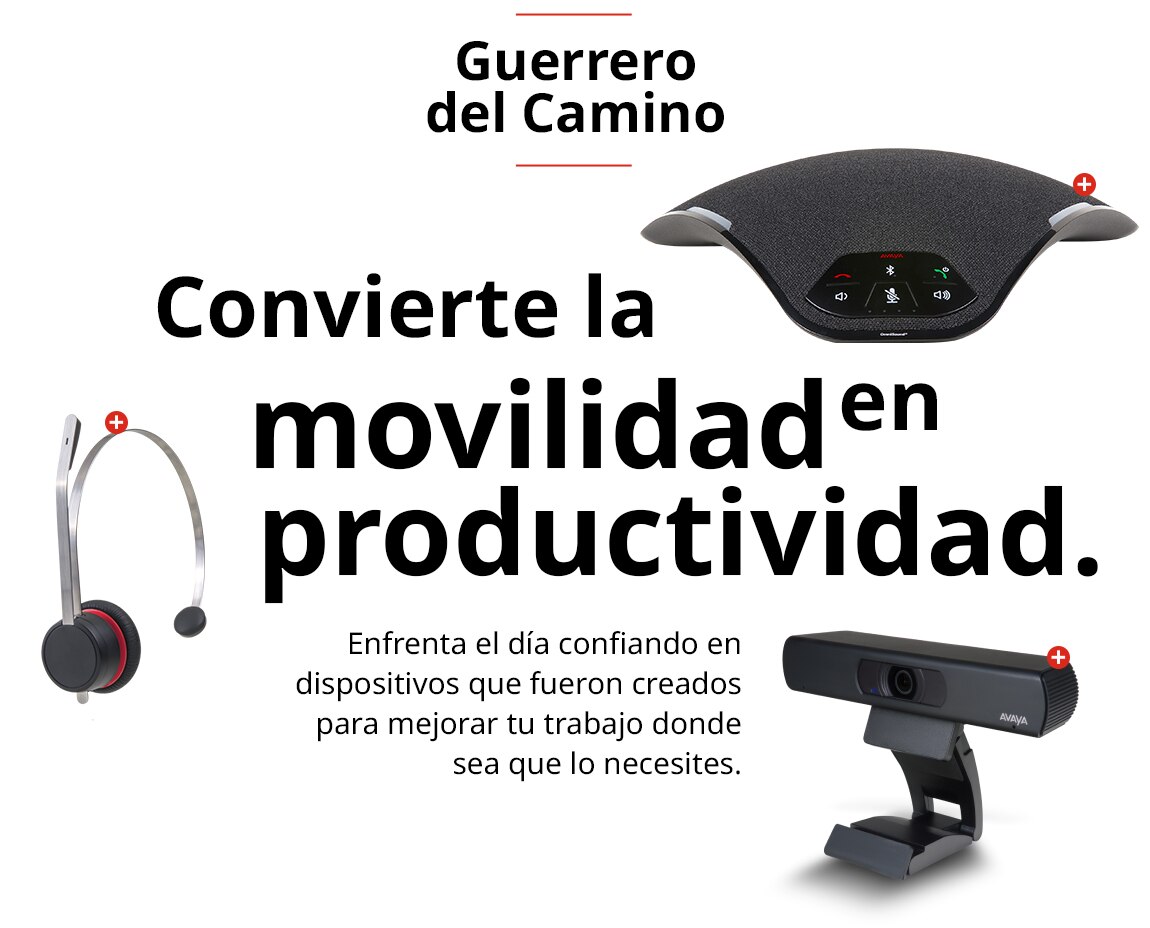 Guerrero
del Camino
AVAYA
OmniSound™
Convierte la
movilidad en
productividad.
Enfrenta el día confiando en
dispositivos que fueron creados
para mejorar tu trabajo donde
sea que lo necesites.
AVAYA